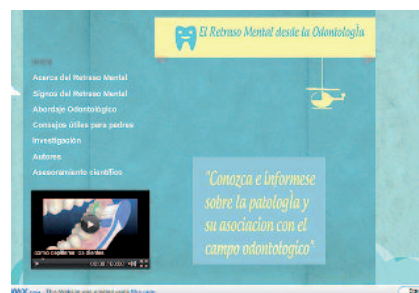 El Retraso Mental desde la Odontología
Inicio
Acerca del Retraso Mental
Signos del Retraso Mental
Abordaje Odontológico
Consejos útiles para padres
Investigación
Autores
Asesoramiento científico
"Conozca e informese
sobre la patología y
su asociacion con el
campo odontologico"